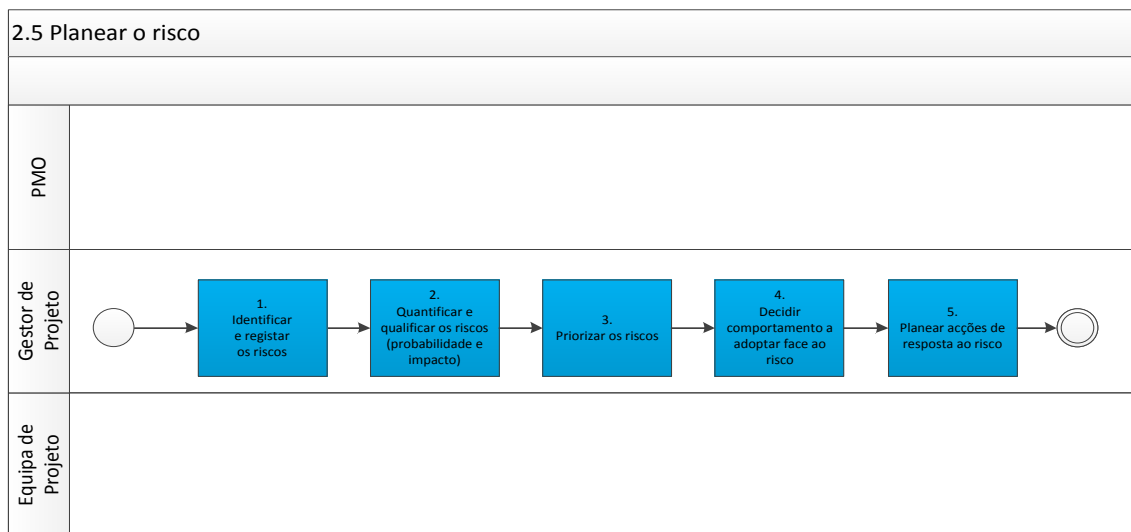 2.5 Planear o risco
PMO
Gestor de
Projeto
1.
Identificar
e registar
os riscos
2.
Quantificar e
qualificar os riscos
(probabilidade e
impacto)
3.
Priorizar os riscos
4.
Decidir
comportamento a
adoptar face ao
risco
5.
Planear acções de
resposta ao risco
Equipa de
Projeto